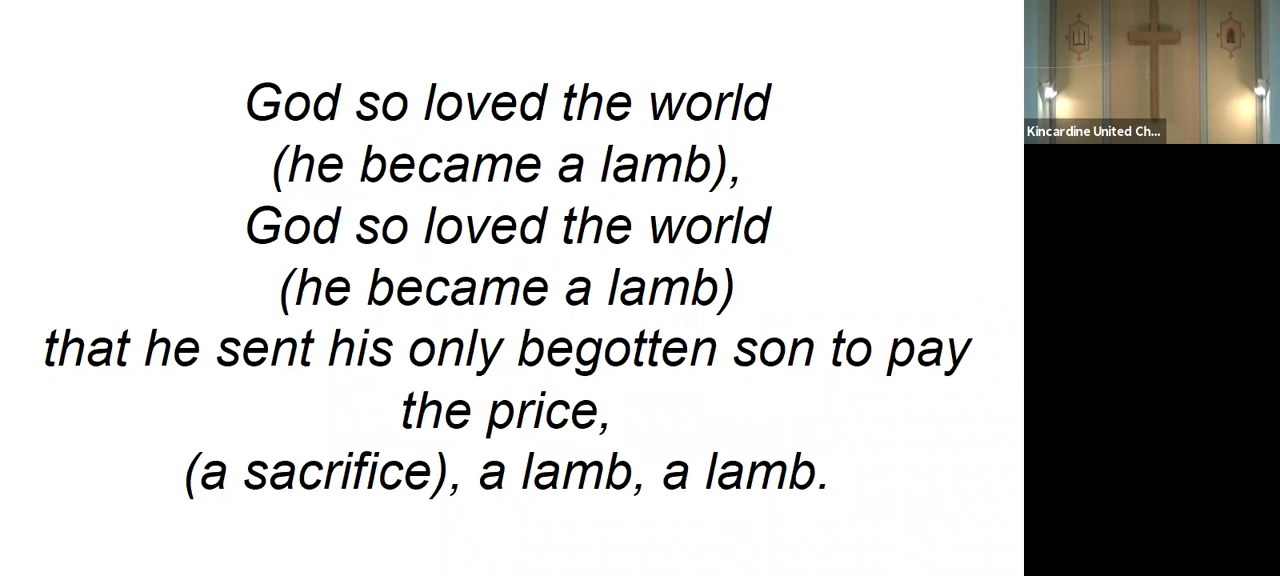 God so loved the world
(he became a lamb),
God so loved the world
(he became a lamb)
that he sent his only begotten son to pay
the price,
(a sacrifice), a lamb, a lamb.
Kincardine United Ch...